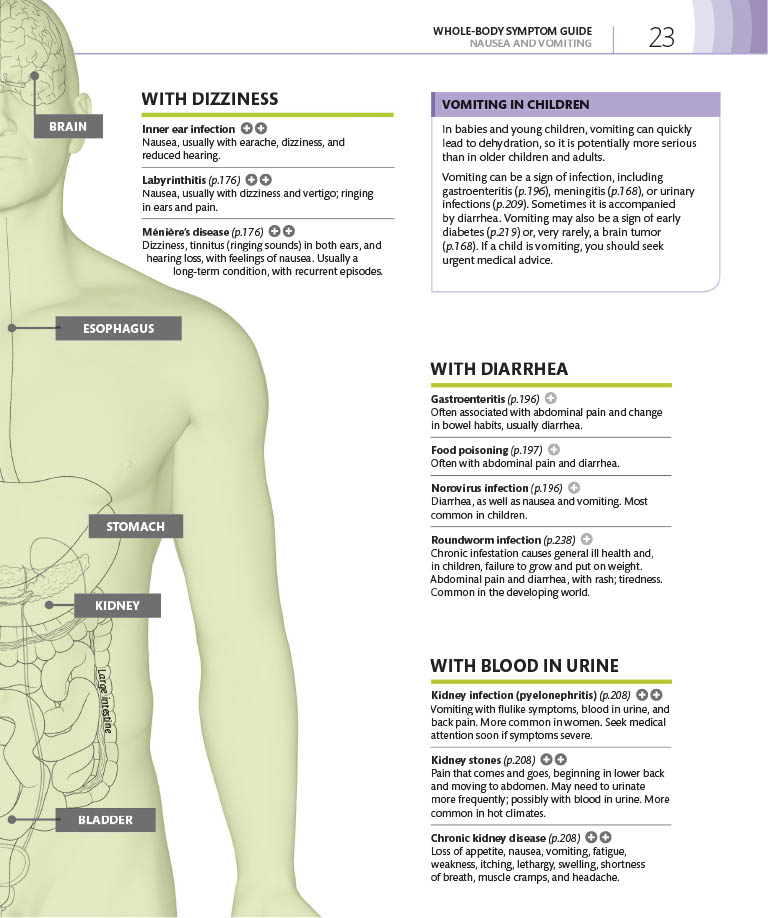 WHOLE-BODY SYMPTOM GUIDE
NAUSEA AND VOMITING
23
BRAIN
ESOPHAGUS
STOMACH
KIDNEY
Large intestine
BLADDER
WITH DIZZINESS
Inner ear infection
Nausea, usually with earache, dizziness, and
reduced hearing.
Labyrinthitis (p.176)
Nausea, usually with dizziness and vertigo; ringing
in ears and pain.
Ménière's disease (p.176)
Dizziness, tinnitus (ringing sounds) in both ears, and
hearing loss, with feelings of nausea. Usually a
long-term condition, with recurrent episodes.
VOMITING IN CHILDREN
In babies and young children, vomiting can quickly
lead to dehydration, so it is potentially more serious
than in older children and adults.
Vomiting can be a sign of infection, including
gastroenteritis (p.196), meningitis (p.168), or urinary
infections (p.209). Sometimes it is accompanied
by diarrhea. Vomiting may also be a sign of early
diabetes (p.219) or, very rarely, a brain tumor
(p.168). If a child is vomiting, you should seek
urgent medical advice.
WITH DIARRHEA
Gastroenteritis (p.196)
Often associated with abdominal pain and change
in bowel habits, usually diarrhea.
Food poisoning (p.197)
Often with abdominal pain and diarrhea.
Norovirus infection (p.196)
Diarrhea, as well as nausea and vomiting. Most
common in children.
Roundworm infection (p.238)
Chronic infestation causes general ill health and,
in children, failure to grow and put on weight.
Abdominal pain and diarrhea, with rash; tiredness.
Common in the developing world.
WITH BLOOD IN URINE
Kidney infection (pyelonephritis) (p.208)
Vomiting with flulike symptoms, blood in urine, and
back pain. More common in women. Seek medical
attention soon if symptoms severe.
Kidney stones (p.208)
Pain that comes and goes, beginning in lower back
and moving to abdomen. May need to urinate
more frequently; possibly with blood in urine. More
common in hot climates.
Chronic kidney disease (p.208)
Loss of appetite, nausea, vomiting, fatigue,
weakness, itching, lethargy, swelling, shortness
of breath, muscle cramps, and headache.